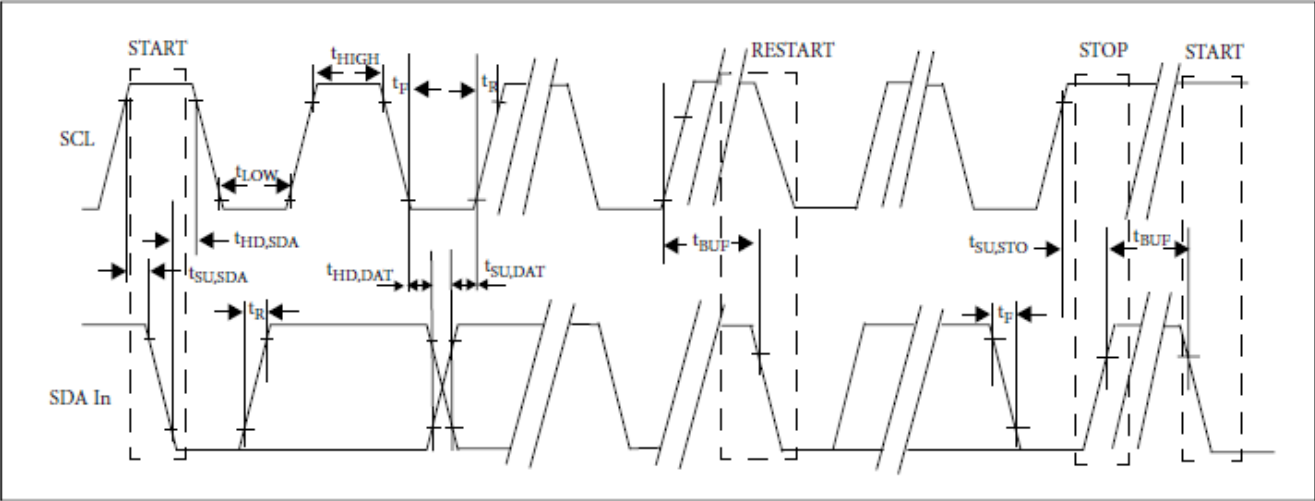 START RESTART STOP START
tHIGH
tF tR
SCL
tLOW
tHD,SDA tBUF tSU,STO tBUF
tSU,SDA tHD,DAT tSU,DAT
tR tF
SDA In